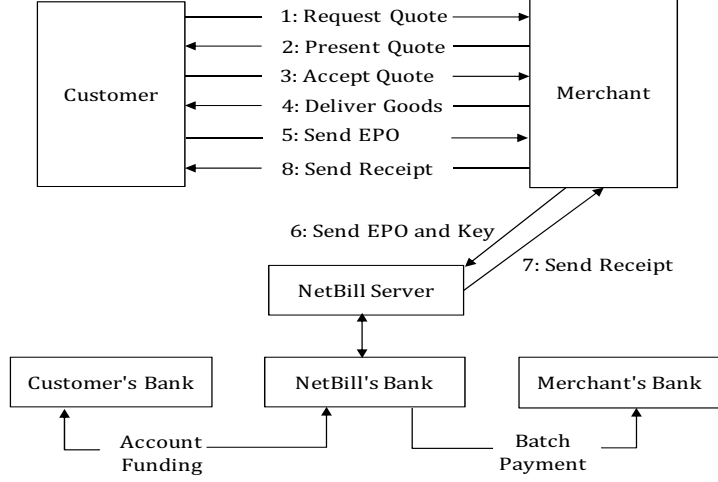 1: Request Quote
2: Present Quote
3: Accept Quote
Customer
Merchant
4: Deliver Goods
5: Send EPO
8: Send Receipt
6: Send EPO and Key
7: Send Receipt
NetBill Server
Customer's Bank
NetBill's Bank
Merchant's Bank
Account
Funding
Batch
Payment